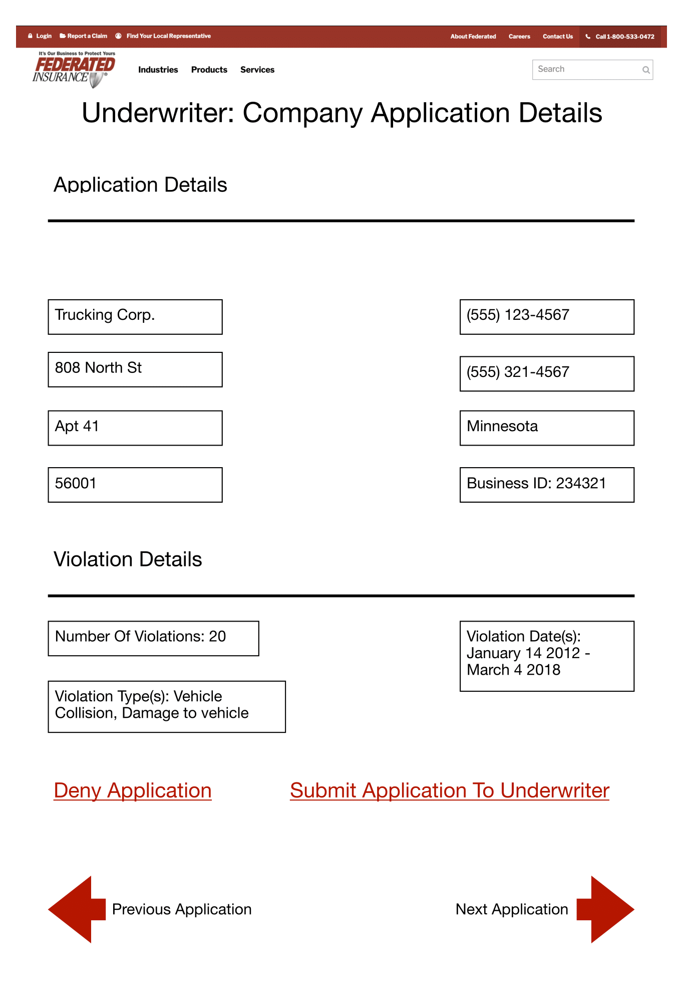 Login Report a Claim Find Your Local Representative About Federated Careers Contact Us Call 1-800-533-0472
It's Our Business to Protect Yours
FEDERATED
INSURANCE®
Industries Products Services Search
Underwriter: Company Application Details
Application Details
Trucking Corp. (555) 123-4567
808 North St (555) 321-4567
Apt 41 Minnesota
56001 Business ID: 234321
Violation Details
Number Of Violations: 20
Violation Date(s):
January 14 2012 -
March 4 2018
Violation Type(s): Vehicle
Collision, Damage to vehicle
Deny Application Submit Application To Underwriter
Previous Application Next Application